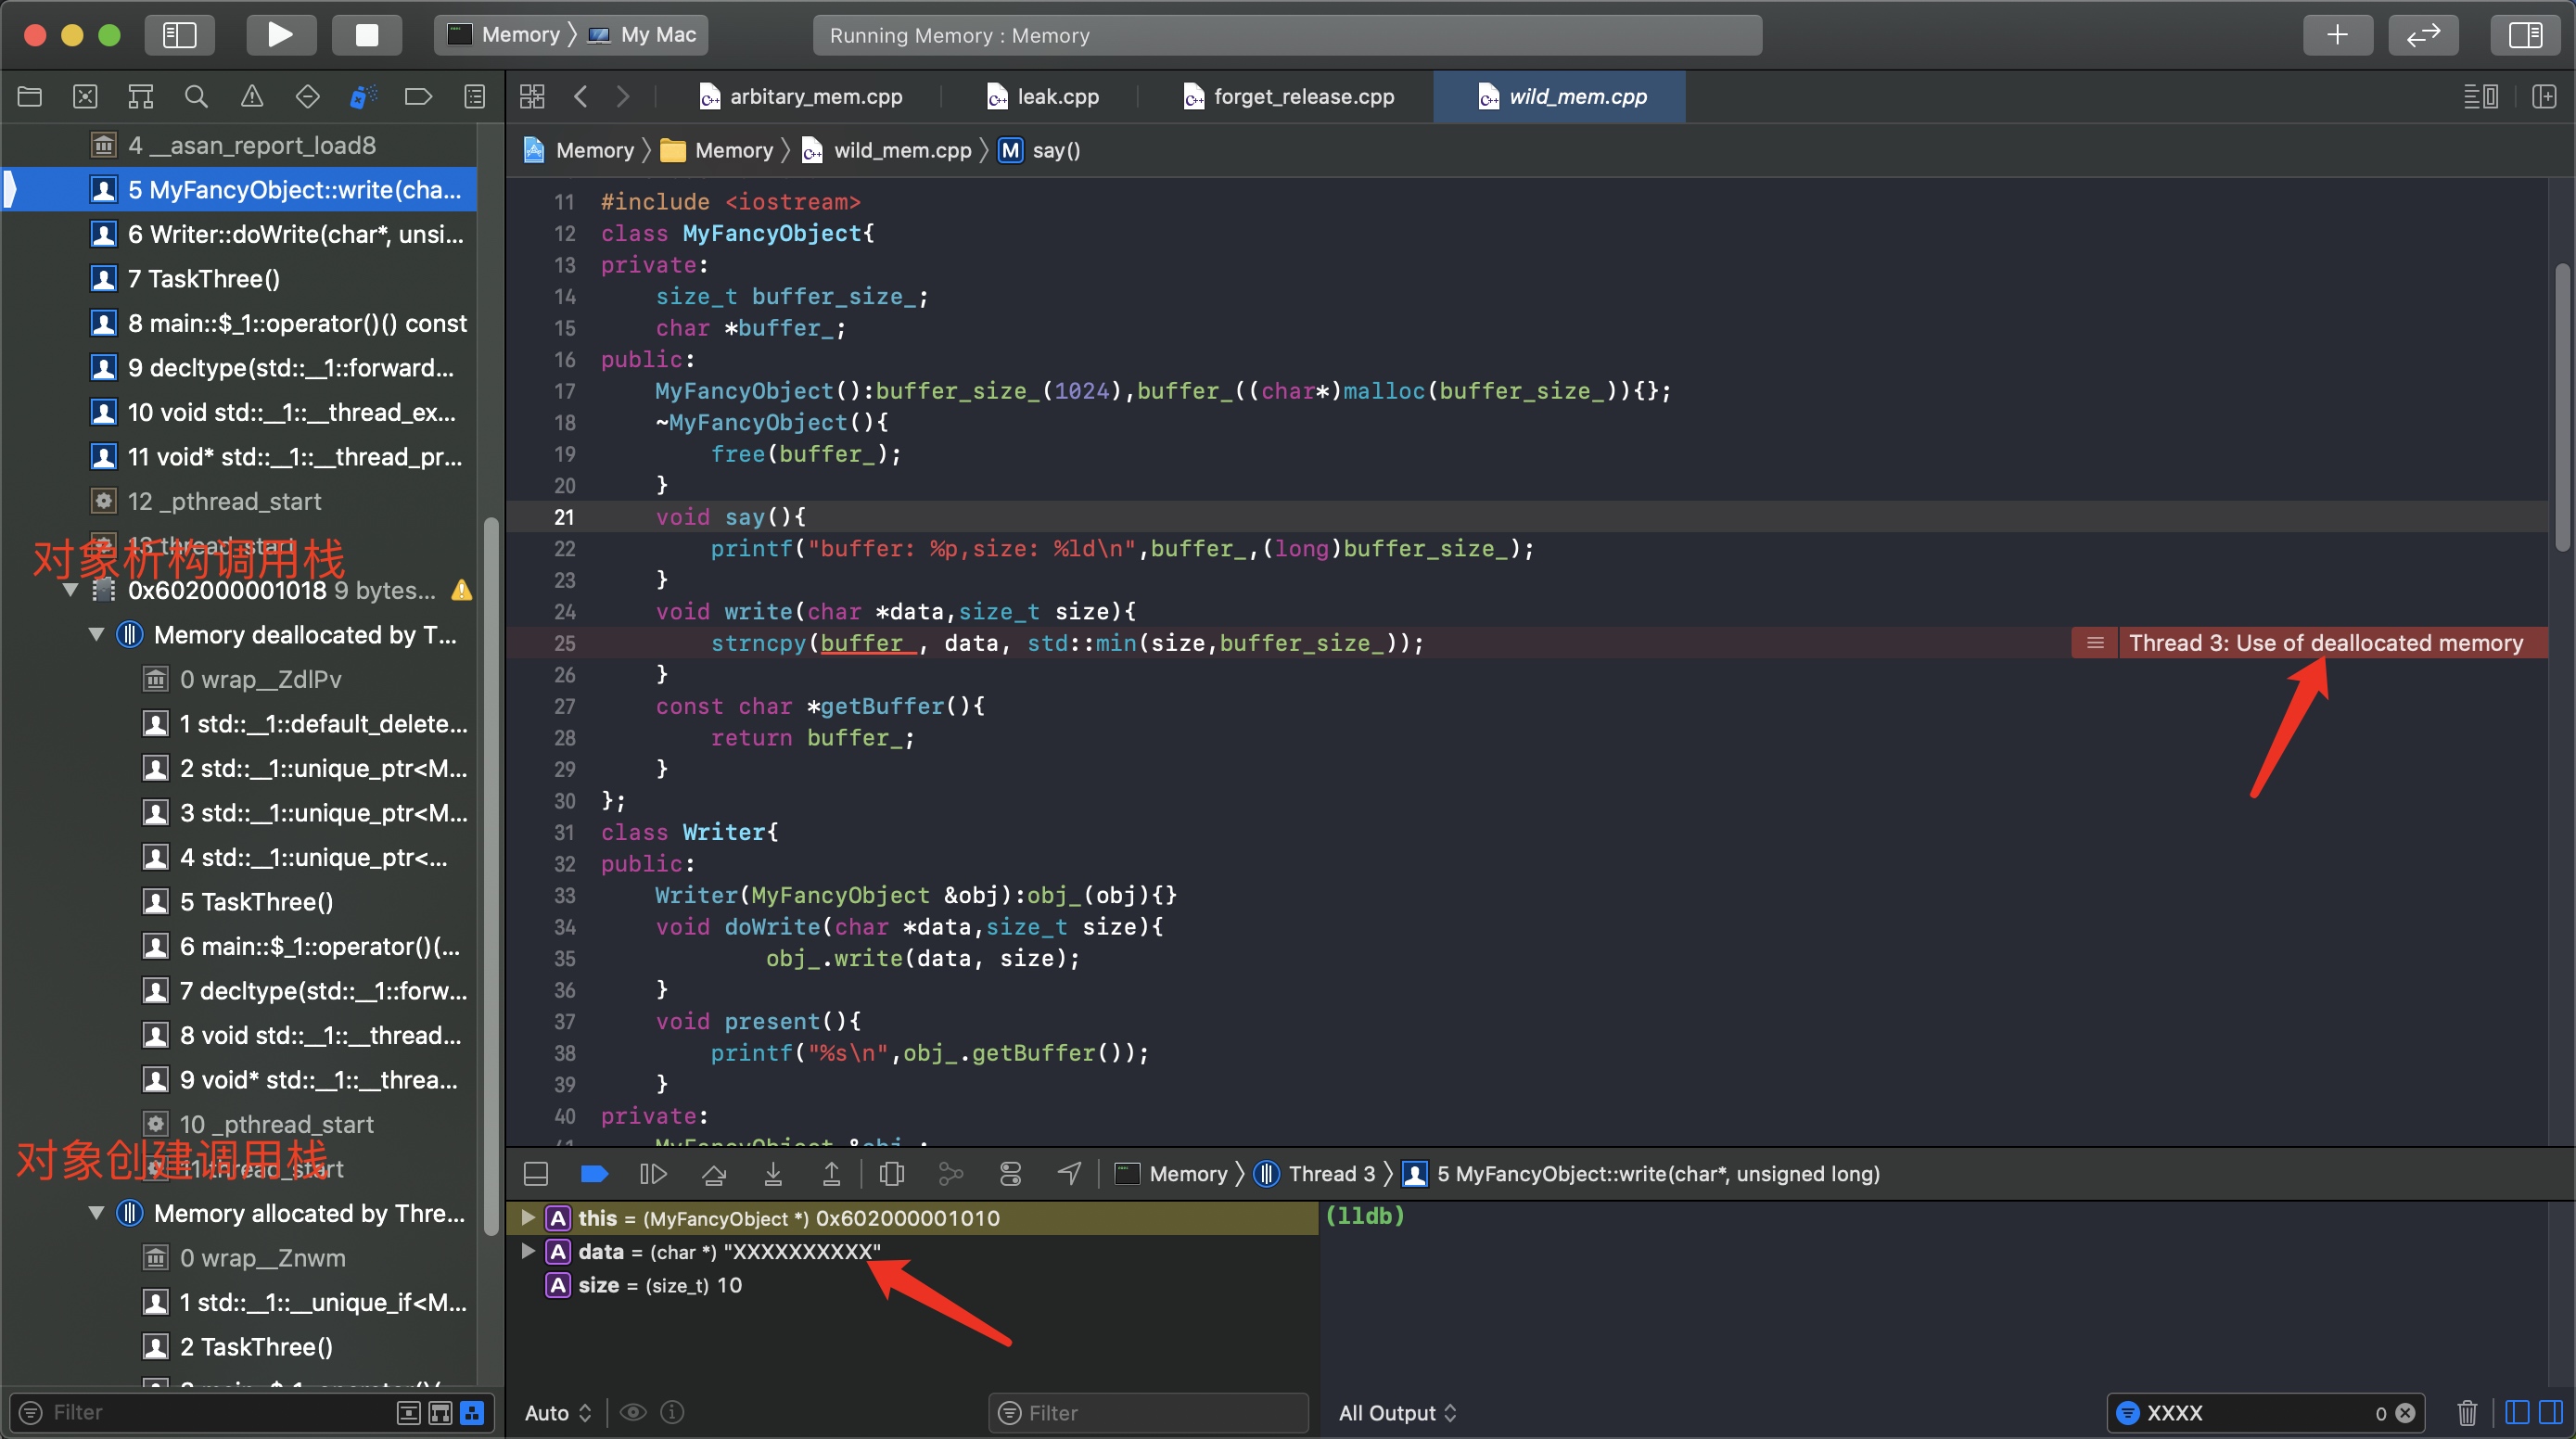 Memory 〉 My Mac
Running Memory : Memory
arbitary_mem.cpp
leak.cpp
forget_release.cpp
wild_mem.cpp
Memory 〉 Memory 〉 wild_mem.cpp 〉 M say()
4 __asan_report_load8
5 MyFancyObject::write(cha...
6 Writer::doWrite(char*, unsi...
7 TaskThree()
8 main::$_1::operator()() const
9 decltype(std::__1::forward...
10 void std::__1::__thread_ex...
11 void* std::__1::__thread_pr...
12 _pthread_start
13 thread_start
对象析构调用栈
0x602000001018 9 bytes...
Memory deallocated by T...
0 wrap__ZdlPv
1 std::__1::default_delete...
2 std::__1::unique_ptr<M...
3 std::__1::unique_ptr<M...
4 std::__1::unique_ptr<...
5 TaskThree()
6 main::$_1::operator()(...
7 decltype(std::__1::forw...
8 void std::__1::__thread...
9 void* std::__1::__threa...
10 _pthread_start
对象创建调用栈
11 thread_start
Memory allocated by Thre...
0 wrap__Znwm
1 std::__1::__unique_if<M...
2 TaskThree()
Filter
11 #include <iostream>
12 class MyFancyObject{
13 private:
14 size_t buffer_size_;
15 char *buffer_;
16 public:
17 MyFancyObject():buffer_size_(1024),buffer_((char*)malloc(buffer_size_)){};
18 ~MyFancyObject(){
19 free(buffer_);
20 }
21 void say(){
22 printf("buffer: %p,size: %ld\n",buffer_,(long)buffer_size_);
23 }
24 void write(char *data,size_t size){
25 strncpy(buffer_, data, std::min(size,buffer_size_));
Thread 3: Use of deallocated memory
26 }
27 const char *getBuffer(){
28 return buffer_;
29 }
30 };
31 class Writer{
32 public:
33 Writer(MyFancyObject &obj):obj_(obj){}
34 void doWrite(char *data,size_t size){
35 obj_.write(data, size);
36 }
37 void present(){
38 printf("%s\n",obj_.getBuffer());
39 }
40 private:
41 MyFancyObject &obj_;
Memory 〉 Thread 3 〉 5 MyFancyObject::write(char*, unsigned long)
A this = (MyFancyObject *) 0x602000001010
A data = (char *) "XXXXXXXXXX"
A size = (size_t) 10
(lldb)
Auto
Filter
All Output
XXXX 0